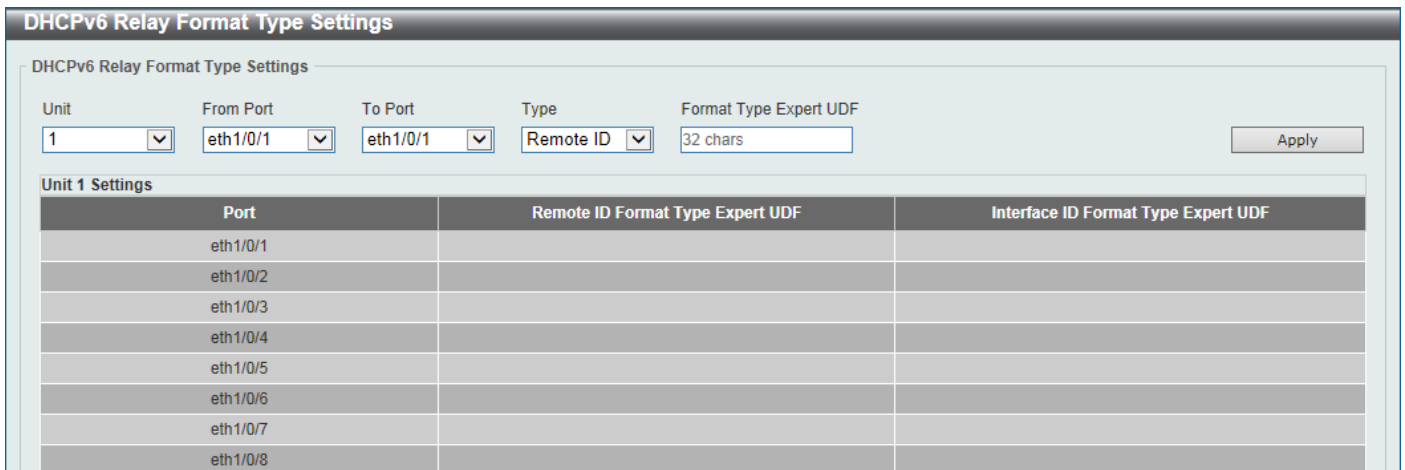 DHCPv6 Relay Format Type Settings
DHCPv6 Relay Format Type Settings
Unit From Port To Port Type Format Type Expert UDF
1 eth1/0/1 eth1/0/1 Remote ID 32 chars Apply
Unit 1 Settings
Port Remote ID Format Type Expert UDF Interface ID Format Type Expert UDF
eth1/0/1
eth1/0/2
eth1/0/3
eth1/0/4
eth1/0/5
eth1/0/6
eth1/0/7
eth1/0/8